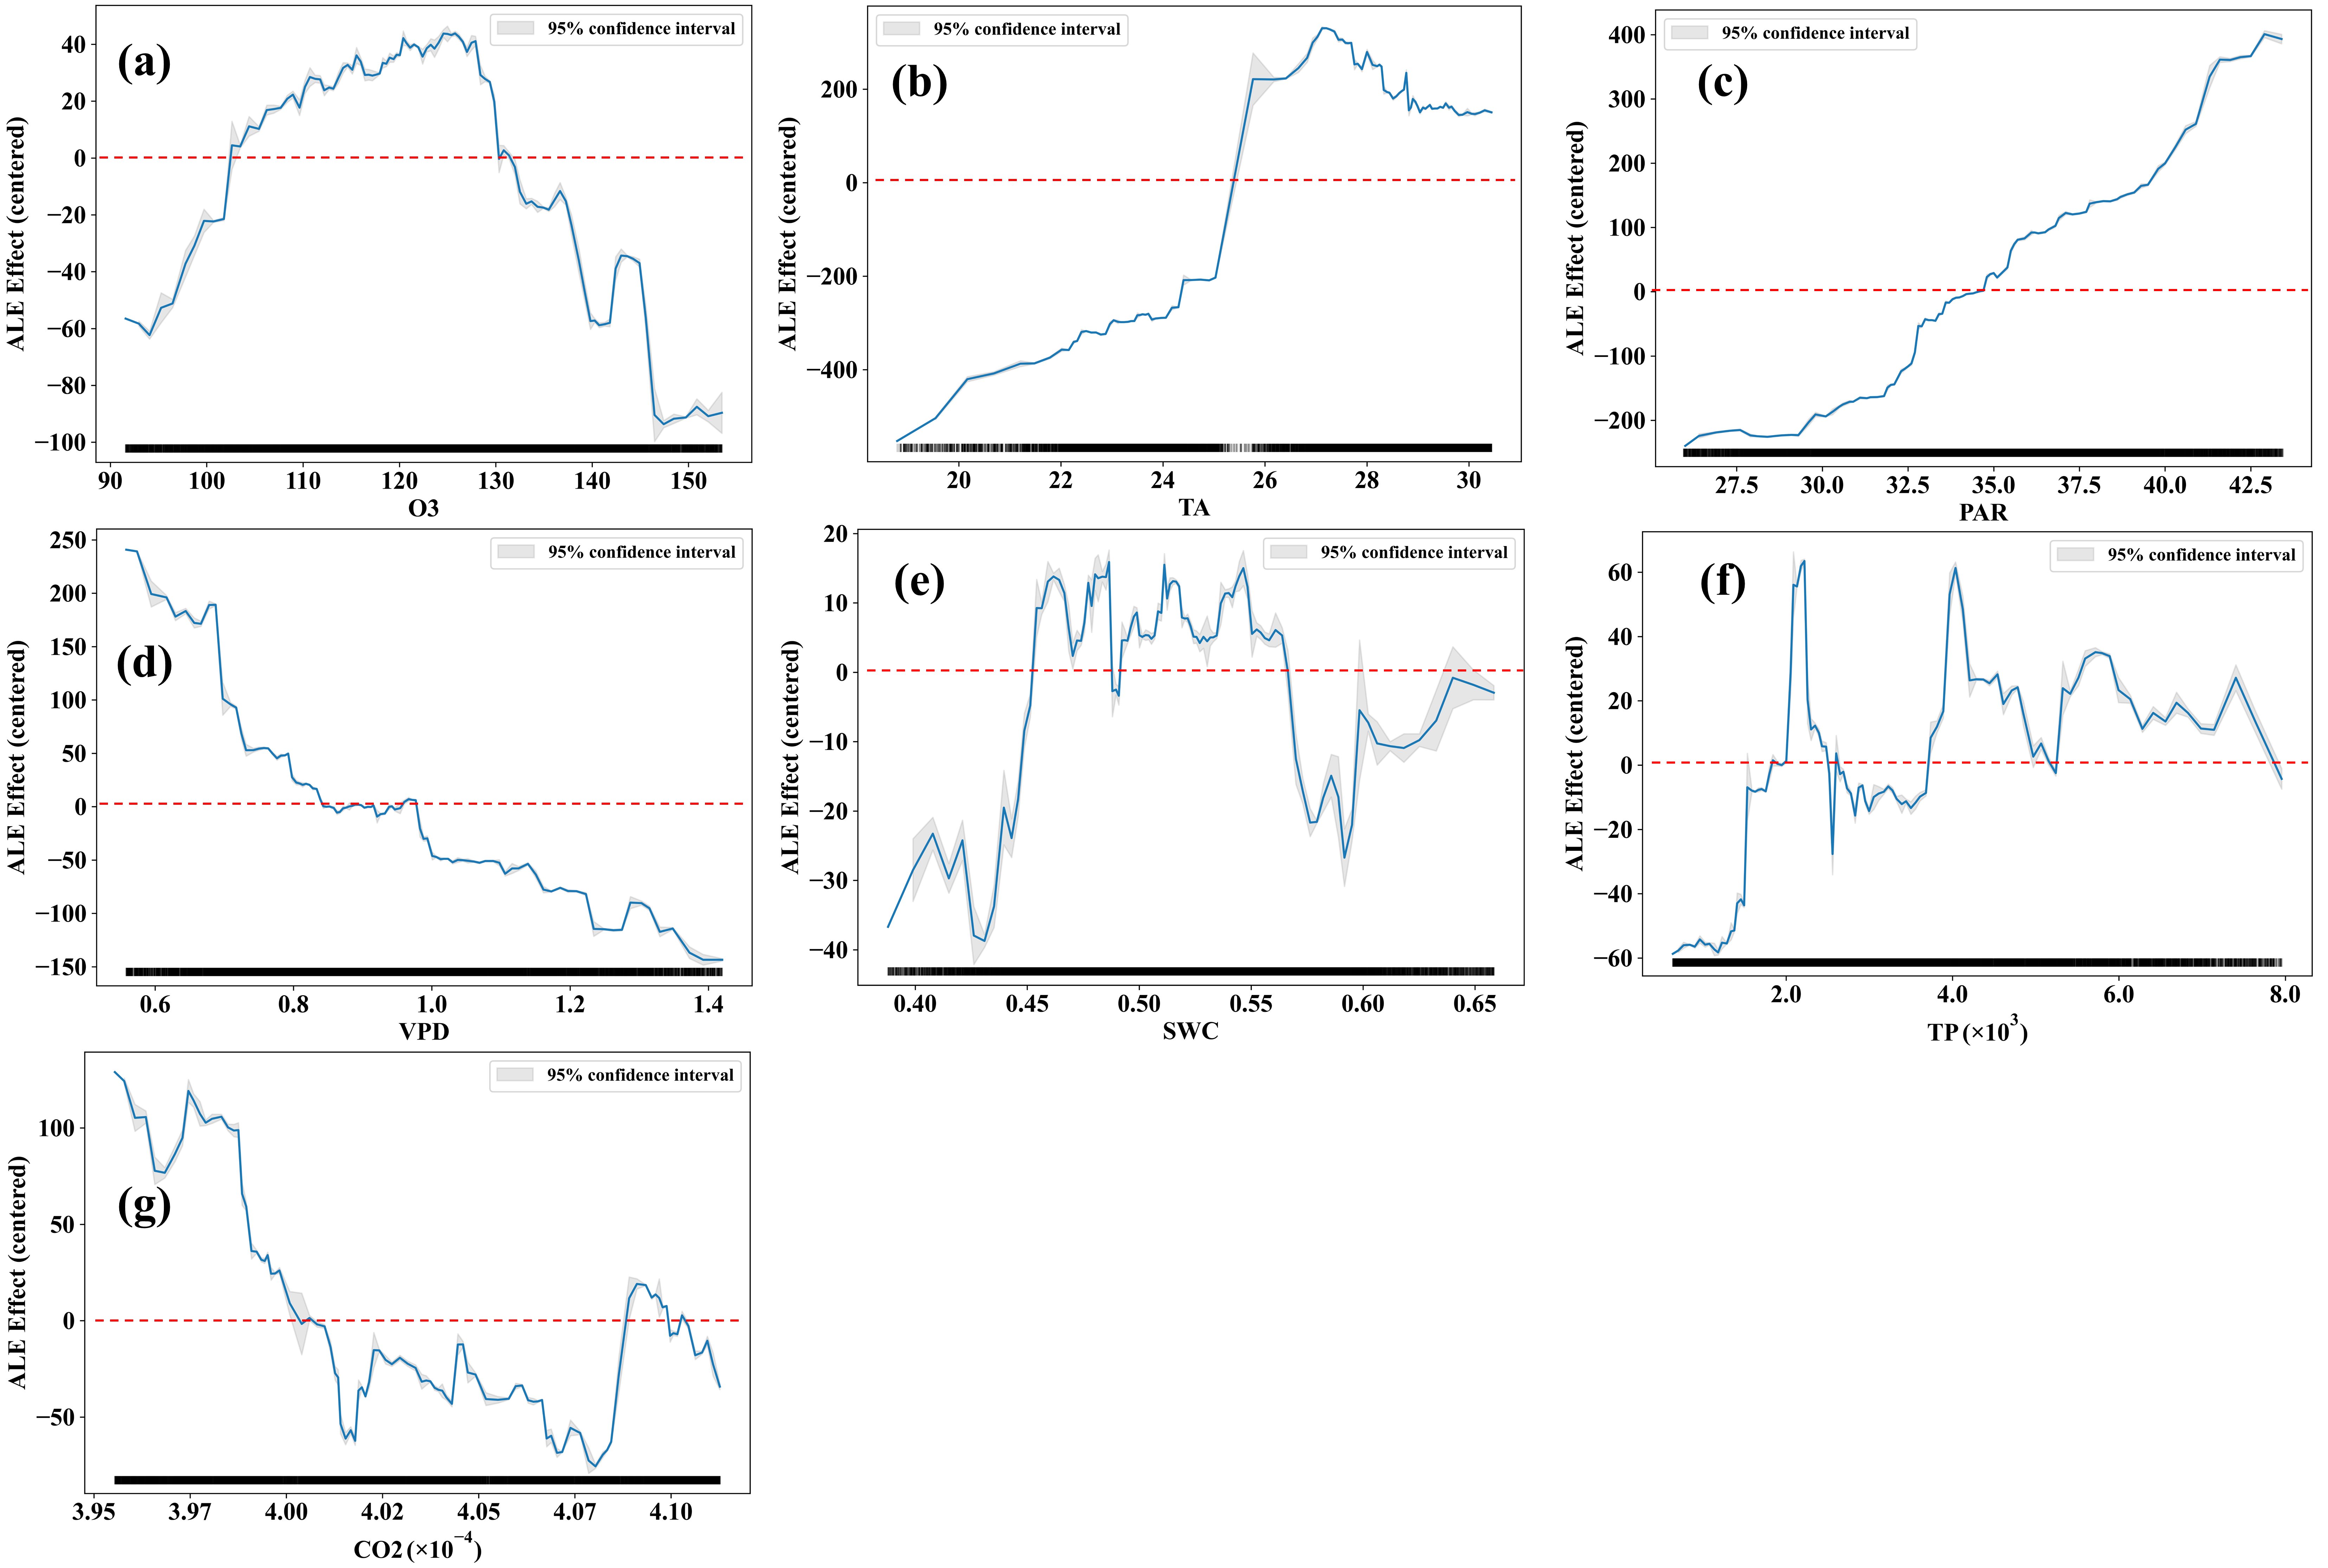 (a)
95% confidence interval
ALE Effect (centered)
40
20
0
−20
−40
−60
−80
−100
90 100 110 120 130 140 150
O3
(b)
95% confidence interval
ALE Effect (centered)
200
0
−200
−400
20 22 24 26 28 30
TA
(c)
95% confidence interval
ALE Effect (centered)
400
300
200
100
0
−100
−200
27.5 30.0 32.5 35.0 37.5 40.0 42.5
PAR
(d)
95% confidence interval
ALE Effect (centered)
250
200
150
100
50
0
−50
−100
−150
0.6 0.8 1.0 1.2 1.4
VPD
(e)
95% confidence interval
ALE Effect (centered)
20
10
0
−10
−20
−30
−40
0.40 0.45 0.50 0.55 0.60 0.65
SWC
(f)
95% confidence interval
ALE Effect (centered)
60
40
20
0
−20
−40
−60
2.0 4.0 6.0 8.0
TP (×10³)
(g)
95% confidence interval
ALE Effect (centered)
100
50
0
−50
3.95 3.97 4.00 4.02 4.05 4.07 4.10
CO2 (×10⁻⁴)